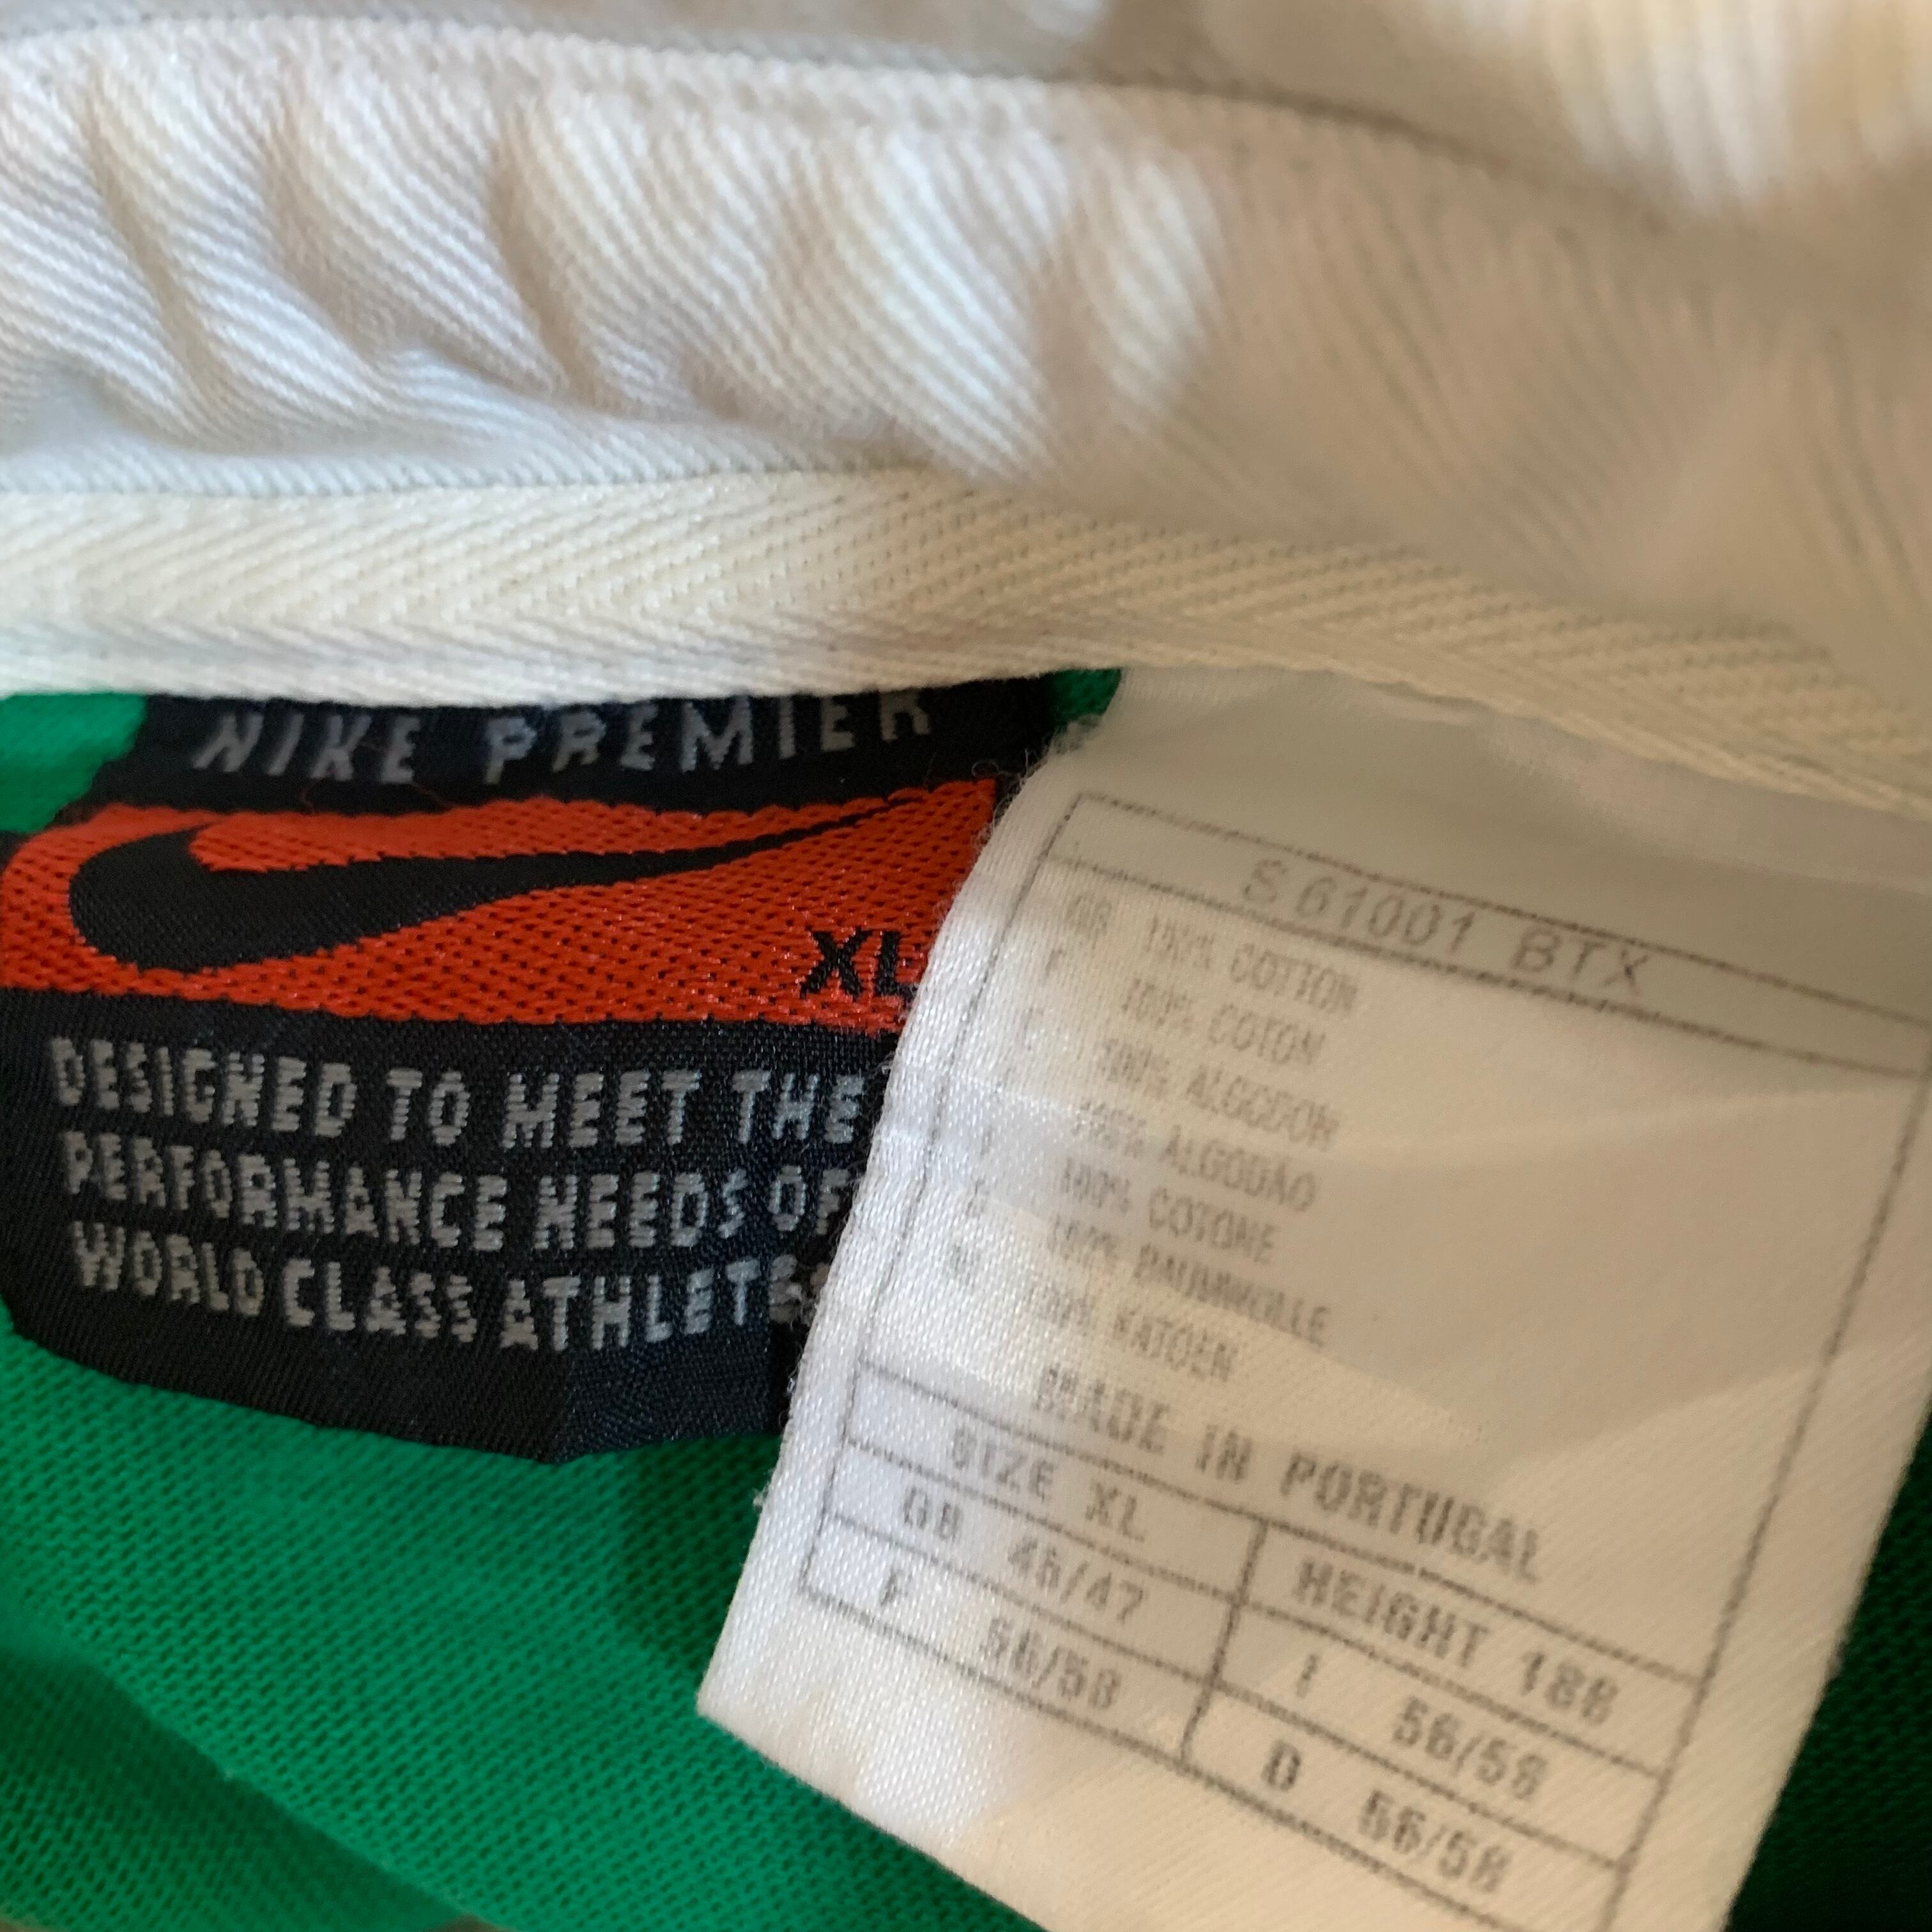 NIKE PREMIER
XL
DESIGNED TO MEET THE
PERFORMANCE NEEDS OF
WORLD CLASS ATHLETES
S 61001 BTX
GB 100% COTTON
F 100% COTON
100% ALGODON
100% ALGODÃO
I 100% COTONE
100% BAUMWOLLE
100% KATOEN
MADE IN PORTUGAL
SIZE XL HEIGHT 188
GB 45/47 I 56/58
F 56/58 D 56/58